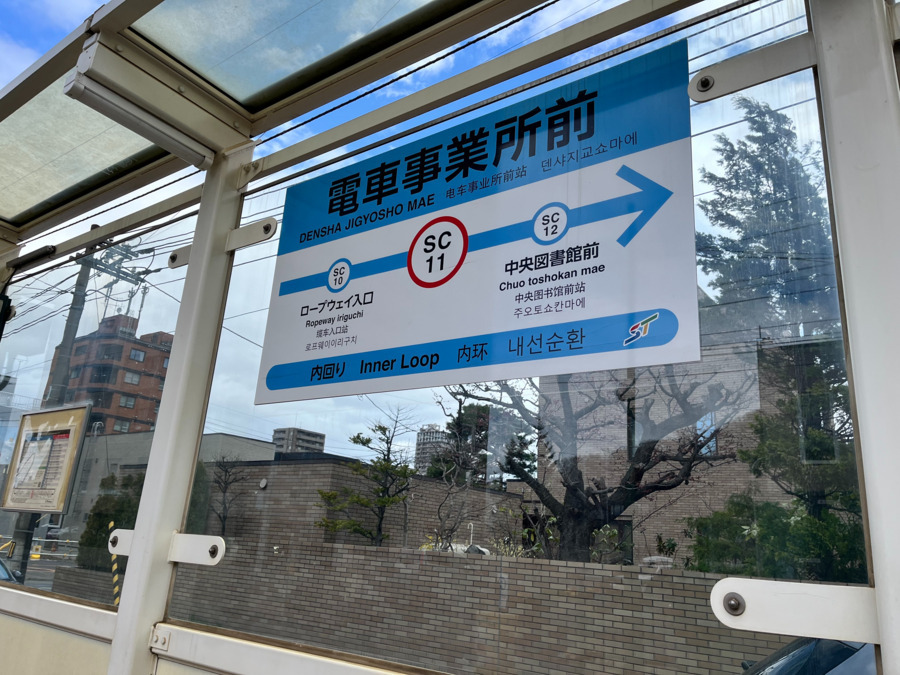 電車事業所前
DENSHA JIGYOSHO MAE 电车事业所前站 덴샤지교쇼마에
SC
10
SC
11
SC
12
ロープウェイ入口
Ropeway iriguchi
缆车入口站
로프웨이이리구치
中央図書館前
Chuo toshokan mae
中央图书馆前站
주오토쇼칸마에
内回り Inner Loop 内环 내선순환 ST